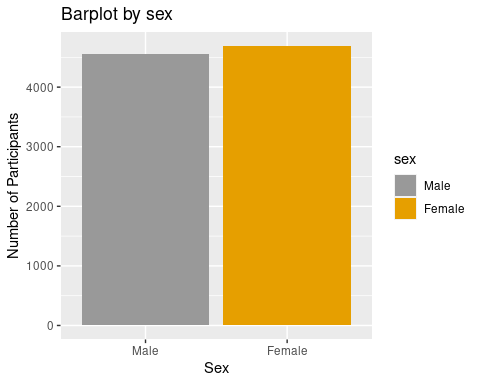 Barplot by sex
Number of Participants
4000
3000
2000
1000
0
Male
Female
Sex
sex
Male
Female